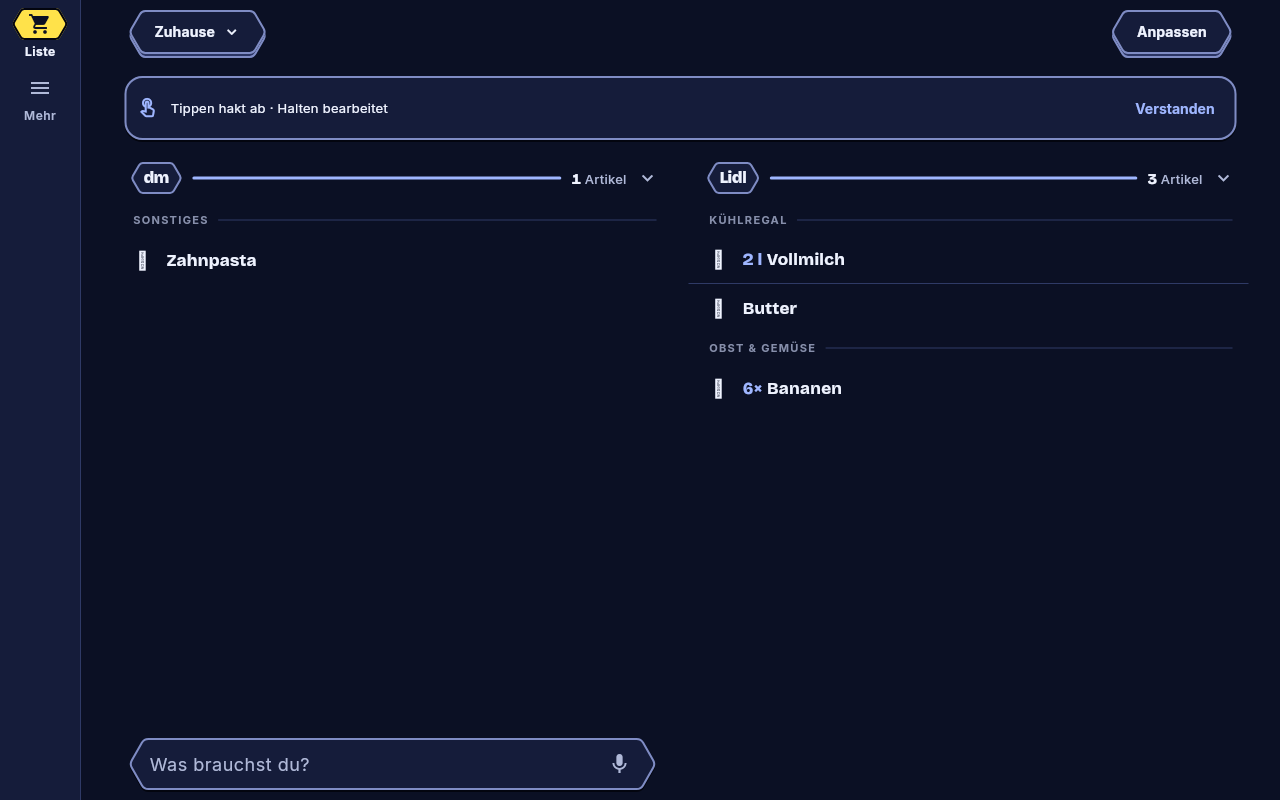 Liste
Mehr
Zuhause
Anpassen
Tippen hakt ab · Halten bearbeitet
Verstanden
dm
1 Artikel
SONSTIGES
Zahnpasta
Lidl
3 Artikel
KÜHLREGAL
2 l Vollmilch
Butter
OBST & GEMÜSE
6× Bananen
Was brauchst du?